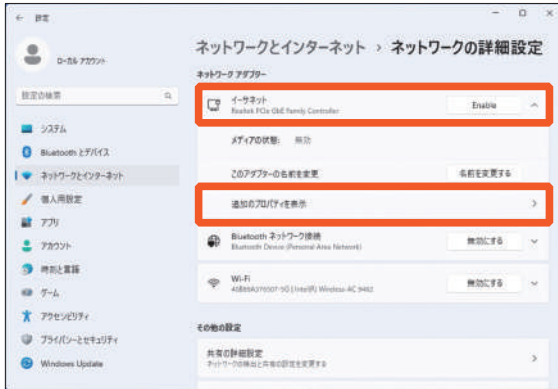 ← 設定
ネットワークとインターネット › ネットワークの詳細設定
ローカル アカウント
設定の検索
システム
Bluetooth とデバイス
ネットワークとインターネット
個人用設定
アプリ
アカウント
時刻と言語
ゲーム
アクセシビリティ
プライバシーとセキュリティ
Windows Update
ネットワーク アダプター
イーサネット
Realtek PCIe GbE Family Controller
Enable
メディアの状態: 無効
このアダプターの名前を変更
名前を変更する
追加のプロパティを表示
Bluetooth ネットワーク接続
Bluetooth Device (Personal Area Network)
無効にする
Wi-Fi
Intel(R) Wireless-AC 9462
無効にする
その他の設定
共有の詳細設定
ネットワークの検出と共有の設定を変更する